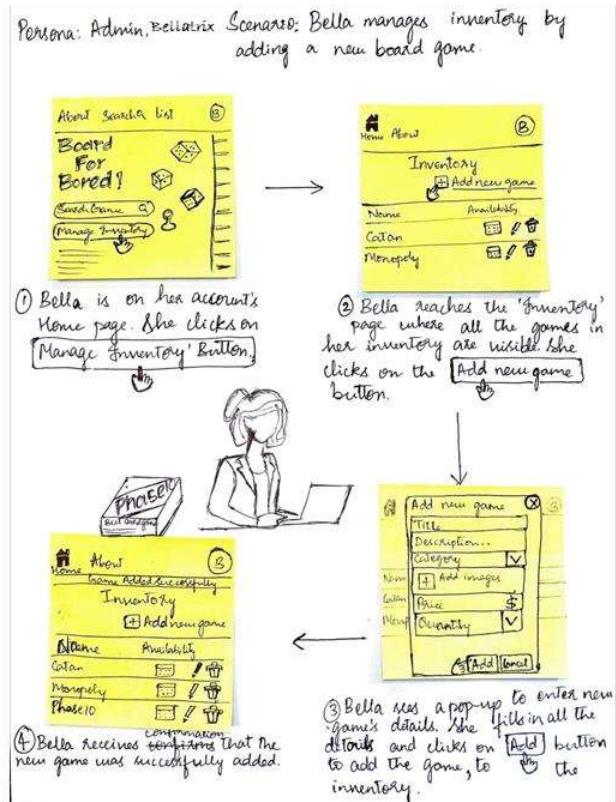 Persona: Admin, Bellatrix Scenario: Bella manages inventory by
adding a new board game.
About Search List B
Board
For
Bored!
Search Game
Manage Inventory
① Bella is on her account's
Home page. She clicks on
'Manage Inventory' Button.
Home About B
Inventory
+ Add new game
Name Availability
Catan
Monopoly
② Bella reaches the 'Inventory'
page where all the games in
her inventory are visible. She
clicks on the Add new game
button.
PHASE10
Home About B
Game Added Successfully
Inventory
+ Add new game
Name Availability
Catan
Monopoly
Phase 10
④ Bella receives confirmation that the
new game was successfully added.
Add new game X
Title
Description...
Category V
+ Add images
Price $
Quantity V
Add Cancel
③ Bella sees a pop-up to enter new
game's details. She fills in all the
details and clicks on Add button
to add the game, to the
inventory.